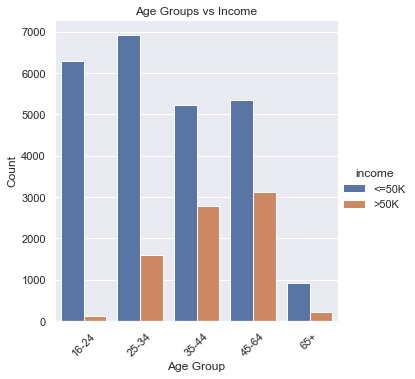 Age Groups vs Income
7000
6000
5000
4000
3000
2000
1000
0
Count
16-24
25-34
35-44
45-64
65+
Age Group
income
<=50K
>50K